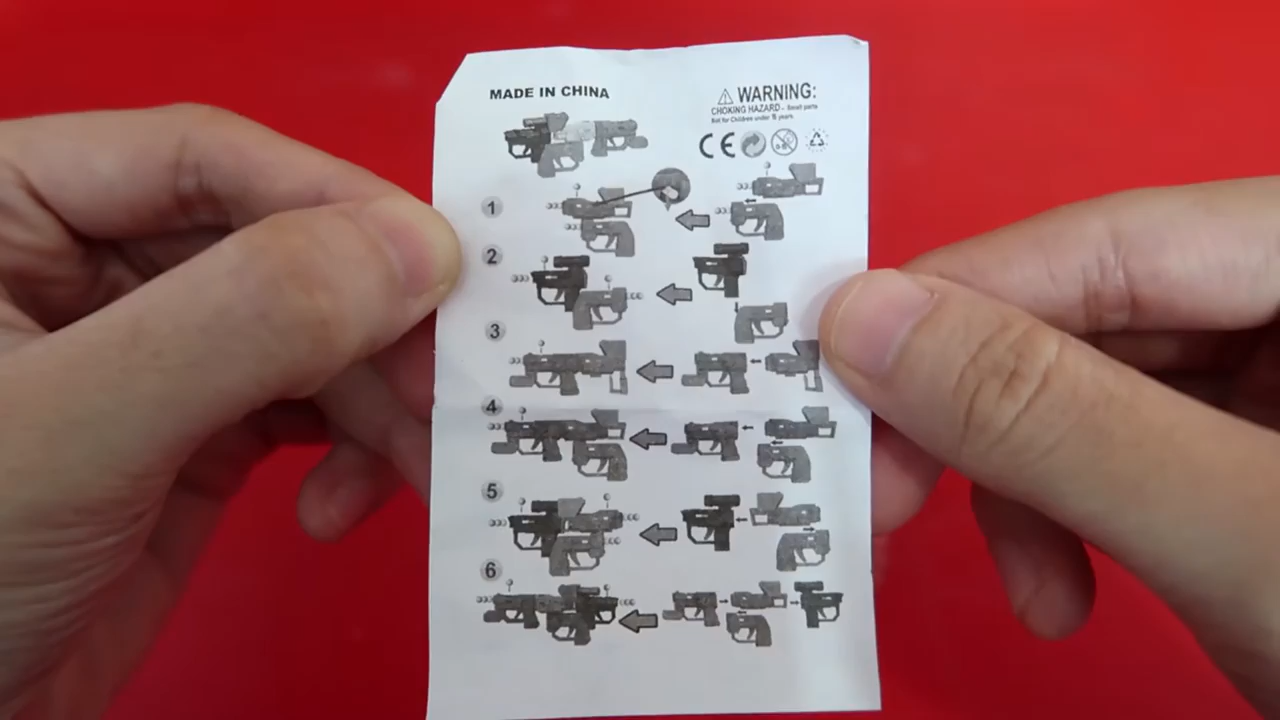 MADE IN CHINA
WARNING:
CHOKING HAZARD - Small parts
Not for Children under years
CE
1
2
3
4
5
6